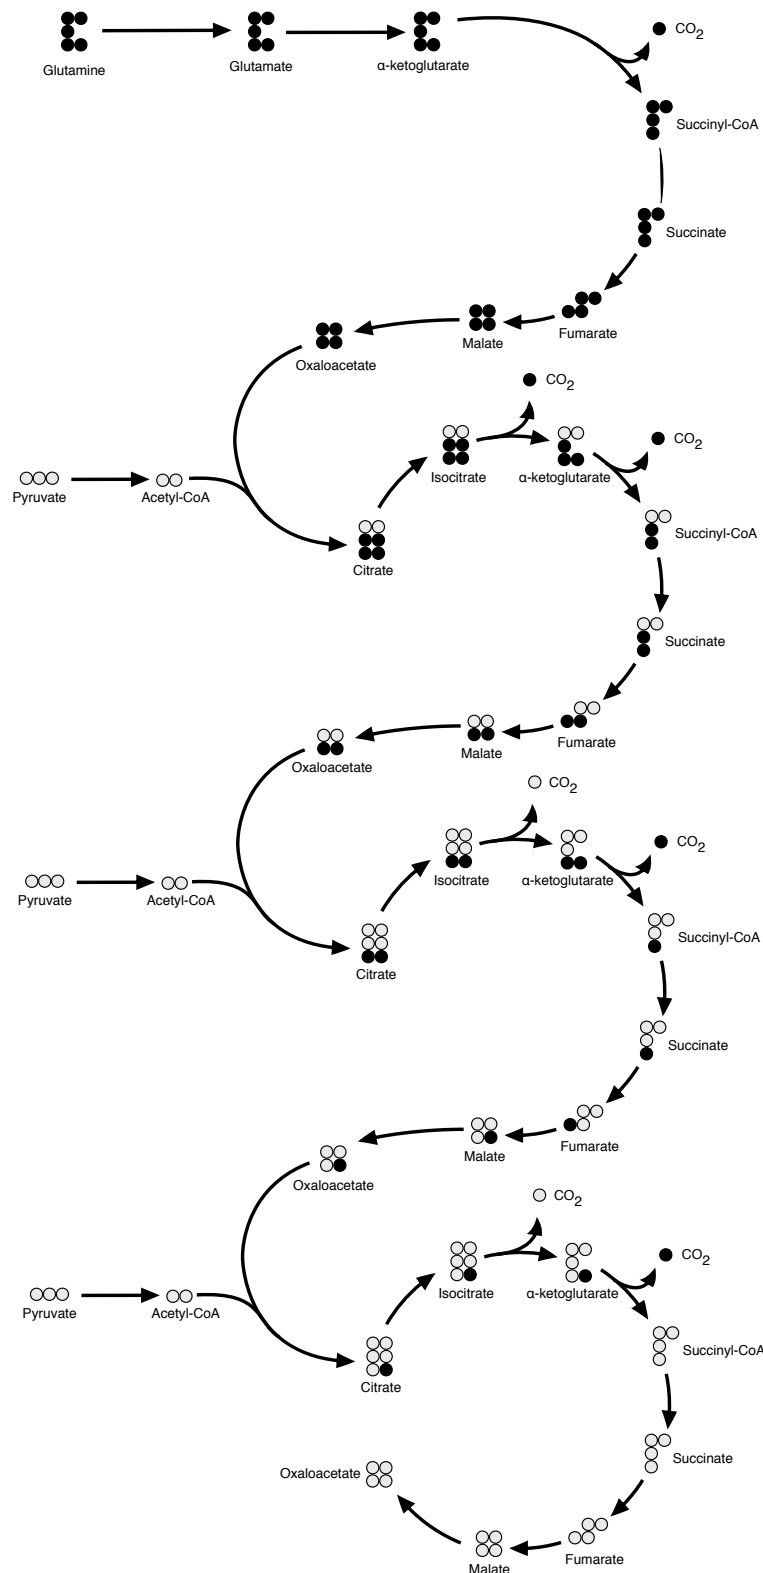 CO2
Glutamine
Glutamate
α-ketoglutarate
Succinyl-CoA
Succinate
Fumarate
Malate
Oxaloacetate
CO2
CO2
Isocitrate
α-ketoglutarate
Pyruvate
Acetyl-CoA
Succinyl-CoA
Citrate
Succinate
Fumarate
Malate
Oxaloacetate
CO2
CO2
Isocitrate
α-ketoglutarate
Pyruvate
Acetyl-CoA
Succinyl-CoA
Citrate
Succinate
Fumarate
Malate
Oxaloacetate
CO2
CO2
Isocitrate
α-ketoglutarate
Pyruvate
Acetyl-CoA
Succinyl-CoA
Citrate
Succinate
Oxaloacetate
Fumarate
Malate